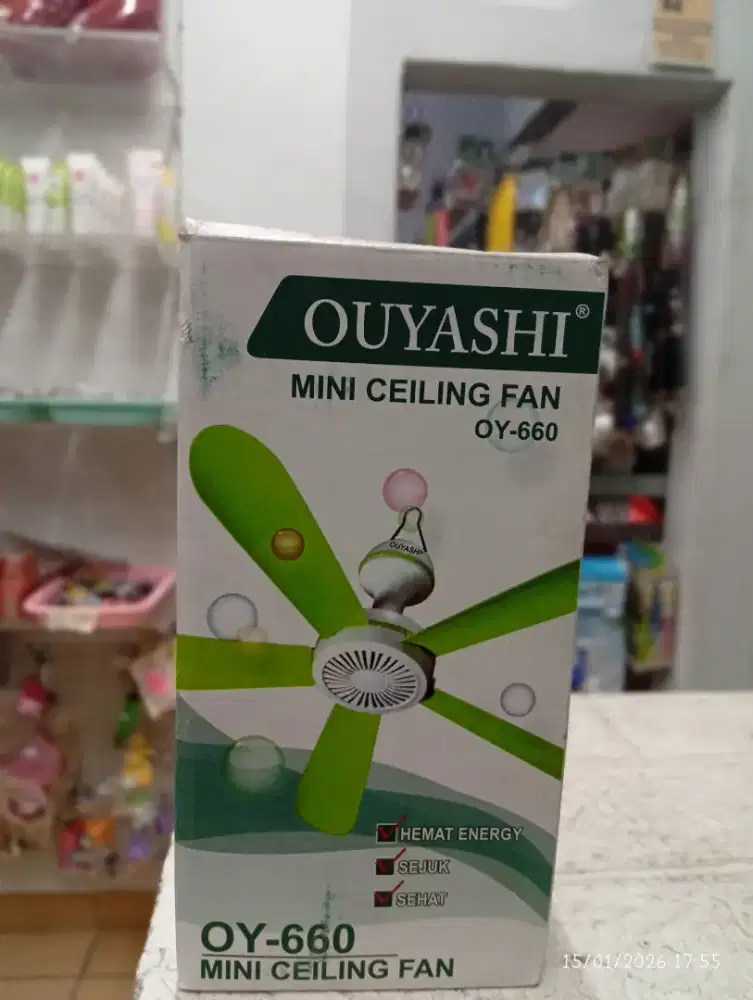 OUYASHI®
MINI CEILING FAN
OY-660
OUYASHI
HEMAT ENERGY
SEJUK
SEHAT
OY-660
MINI CEILING FAN
15/01/2026 17:55